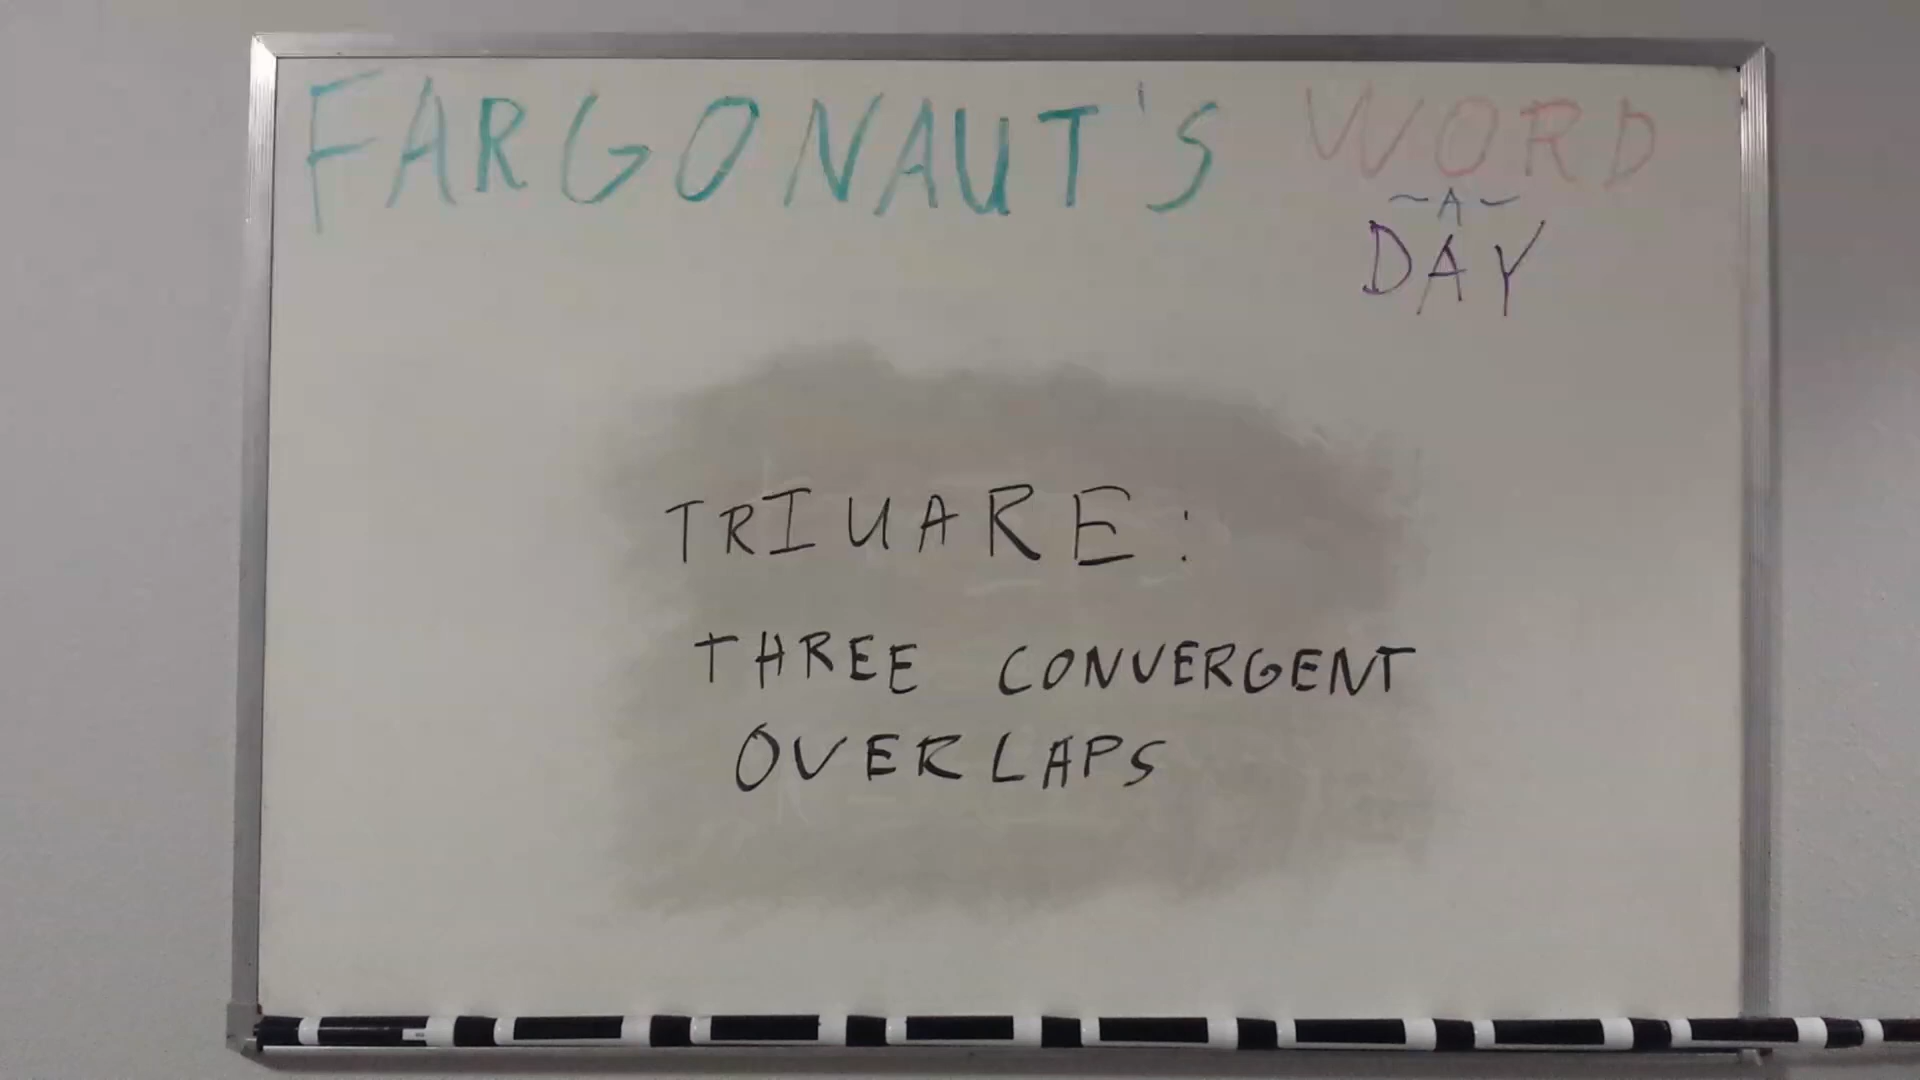 FARGONAUT'S WORD
~A~
DAY
TRIUARE:
THREE CONVERGENT
OVERLAPS